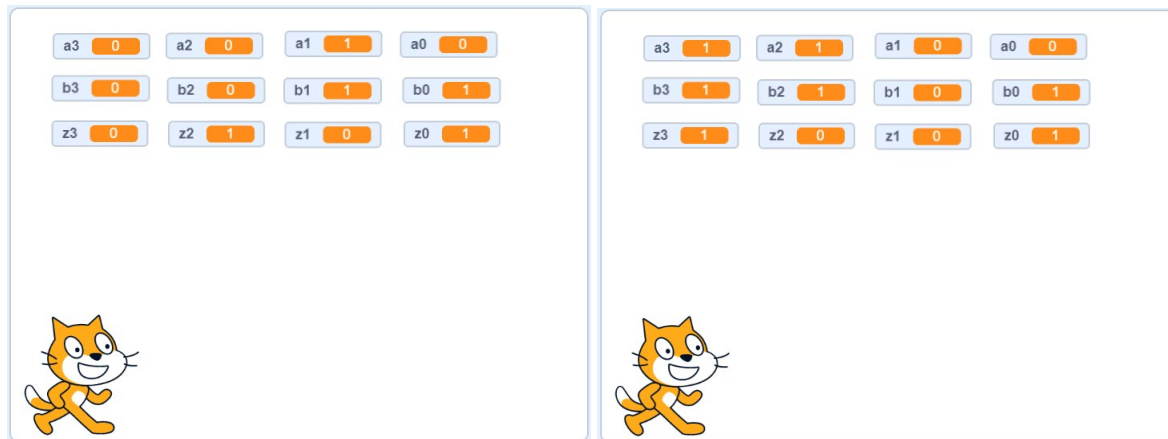 a3 0 a2 0 a1 1 a0 0
b3 0 b2 0 b1 1 b0 1
z3 0 z2 1 z1 0 z0 1
a3 1 a2 1 a1 0 a0 0
b3 1 b2 1 b1 0 b0 1
z3 1 z2 0 z1 0 z0 1